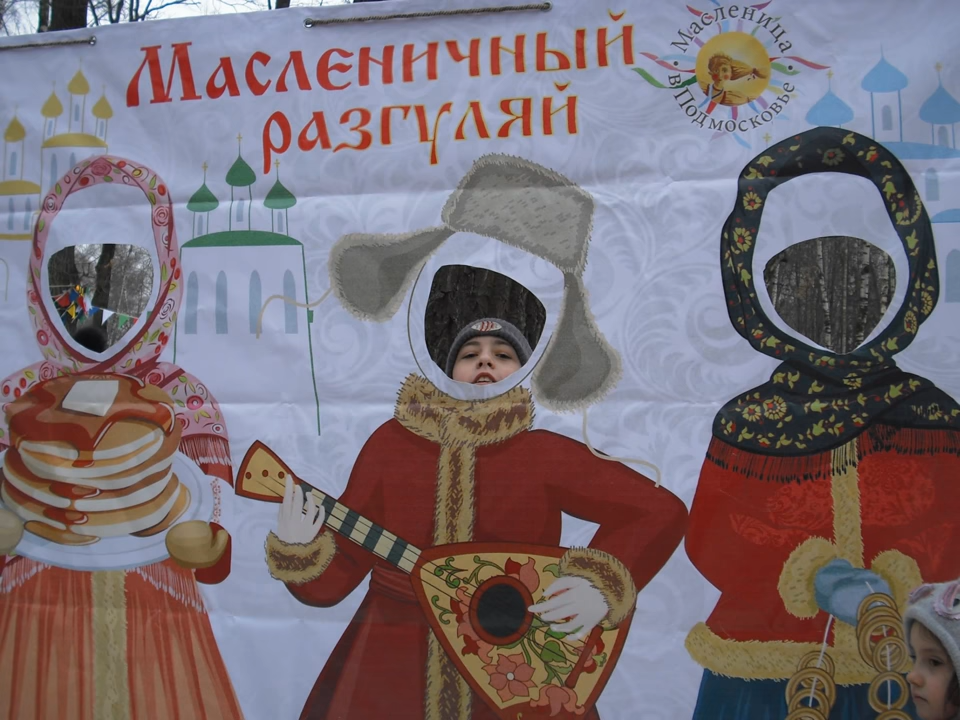 Масленичный
разгуляй
Масленица
в Подмосковье